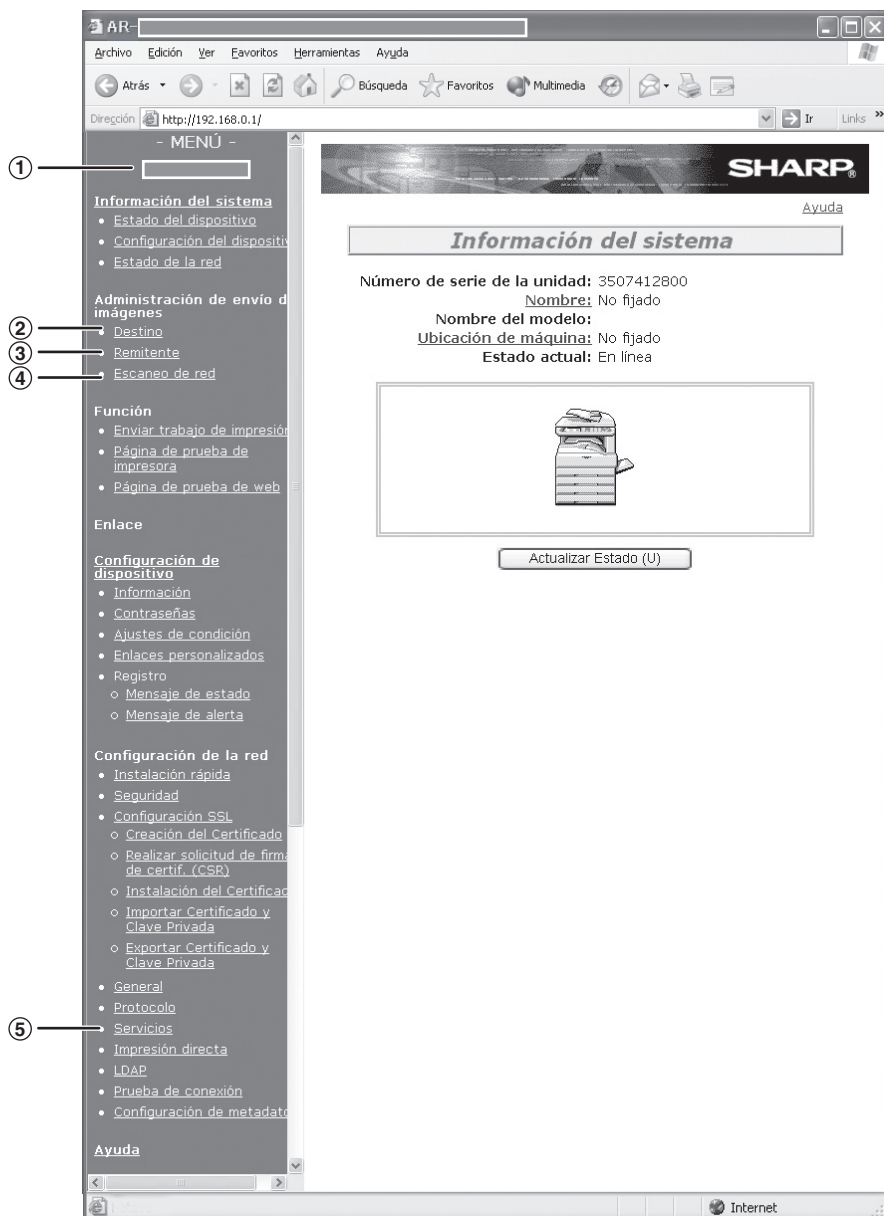 AR-
Archivo Edición Ver Favoritos Herramientas Ayuda
Atrás Búsqueda Favoritos Multimedia
Dirección http://192.168.0.1/ Ir Links »
- MENÚ -
①
Información del sistema
• Estado del dispositivo
• Configuración del dispositiv
• Estado de la red
Administración de envío d
imágenes
② • Destino
③ • Remitente
④ • Escaneo de red
Función
• Enviar trabajo de impresión
• Página de prueba de
impresora
• Página de prueba de web
Enlace
Configuración de
dispositivo
• Información
• Contraseñas
• Ajustes de condición
• Enlaces personalizados
• Registro
○ Mensaje de estado
○ Mensaje de alerta
Configuración de la red
• Instalación rápida
• Seguridad
• Configuración SSL
○ Creación del Certificado
○ Realizar solicitud de firma
de certif. (CSR)
○ Instalación del Certificad
○ Importar Certificado y
Clave Privada
○ Exportar Certificado y
Clave Privada
• General
• Protocolo
⑤ • Servicios
• Impresión directa
• LDAP
• Prueba de conexión
• Configuración de metadato
Ayuda
SHARP®
Ayuda
Información del sistema
Número de serie de la unidad: 3507412800
Nombre: No fijado
Nombre del modelo:
Ubicación de máquina: No fijado
Estado actual: En línea
Actualizar Estado (U)
Internet